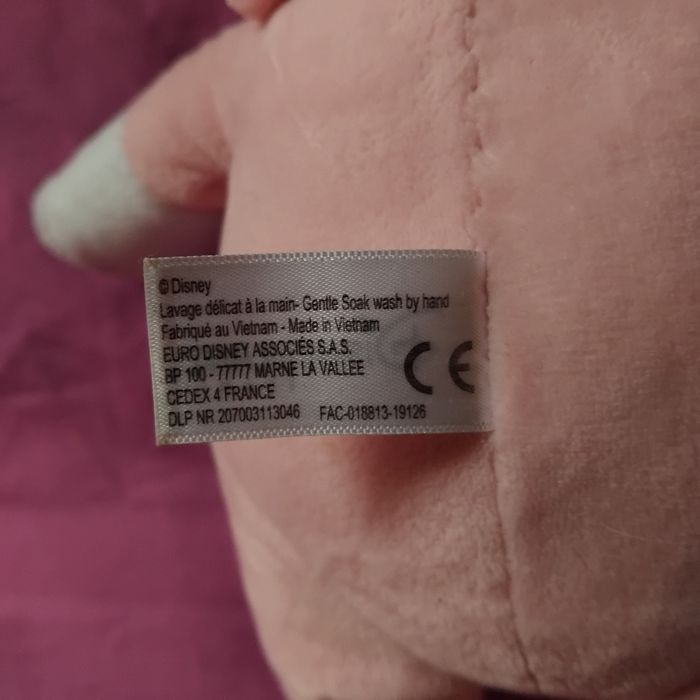 © Disney
Lavage délicat à la main- Gentle Soak wash by hand
Fabriqué au Vietnam - Made in Vietnam
EURO DISNEY ASSOCIÉS S.A.S.
BP 100 - 77777 MARNE LA VALLEE
CEDEX 4 FRANCE
CE
DLP NR 207003113046 FAC-018813-19126